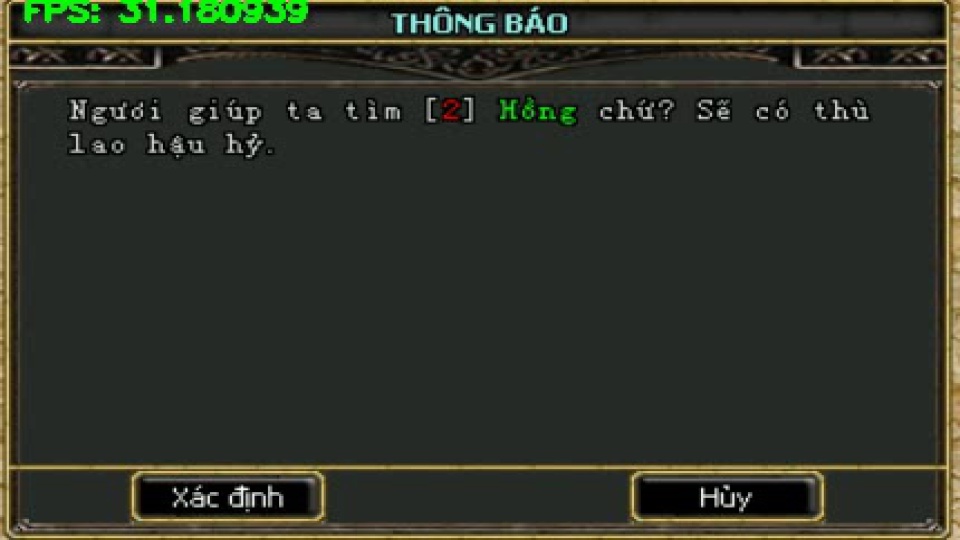 FPS: 31.180939
THÔNG BÁO
Ngươi giúp ta tìm [2] Hồng chứ? Sẽ có thù
lao hậu hỷ.
Xác định
Hủy